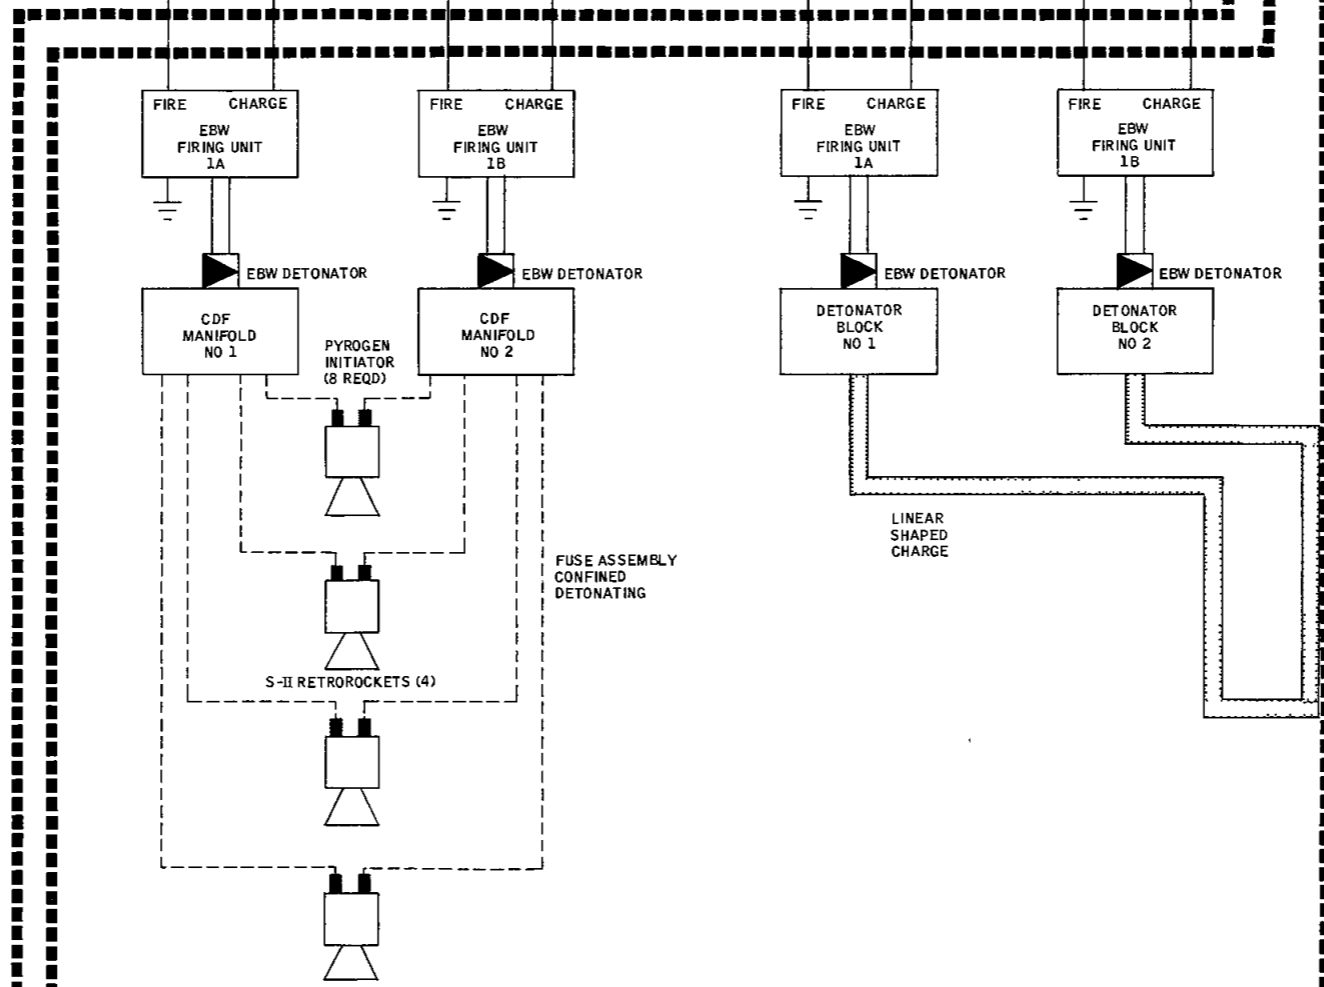 FIRE CHARGE
EBW
FIRING UNIT
1A
FIRE CHARGE
EBW
FIRING UNIT
1B
FIRE CHARGE
EBW
FIRING UNIT
1A
FIRE CHARGE
EBW
FIRING UNIT
1B
EBW DETONATOR
EBW DETONATOR
EBW DETONATOR
EBW DETONATOR
CDF
MANIFOLD
NO 1
CDF
MANIFOLD
NO 2
DETONATOR
BLOCK
NO 1
DETONATOR
BLOCK
NO 2
PYROGEN
INITIATOR
(8 REQD)
LINEAR
SHAPED
CHARGE
FUSE ASSEMBLY
CONFINED
DETONATING
S-II RETROROCKETS (4)